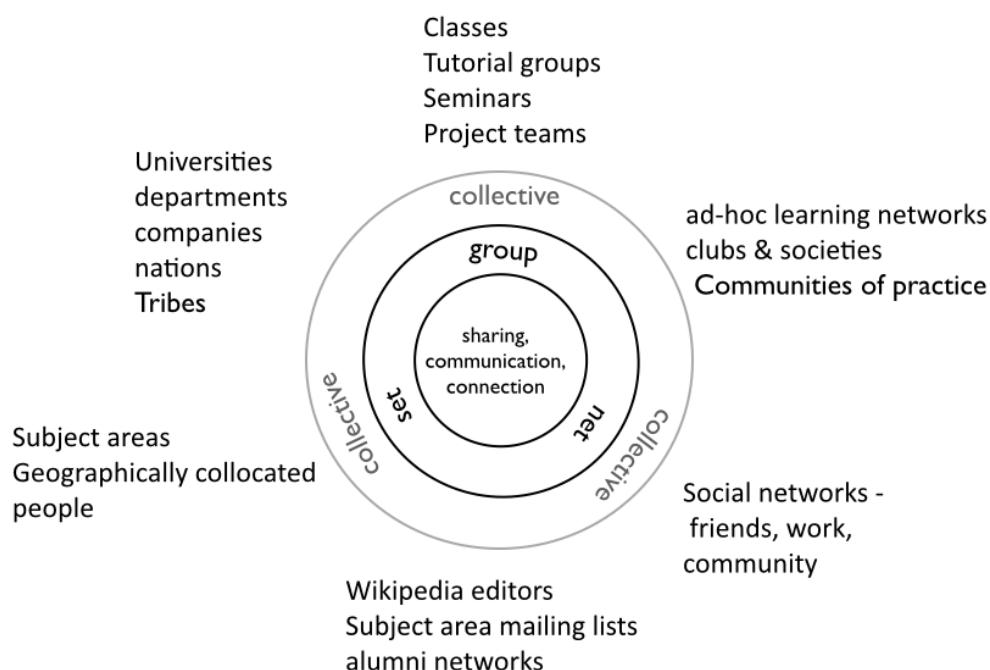 Classes
Tutorial groups
Seminars
Project teams
Universities
departments
companies
nations
Tribes
collective
group
ad-hoc learning networks
clubs & societies
Communities of practice
sharing,
communication,
connection
set
net
collective
collective
Subject areas
Geographically collocated
people
Social networks -
friends, work,
community
Wikipedia editors
Subject area mailing lists
alumni networks